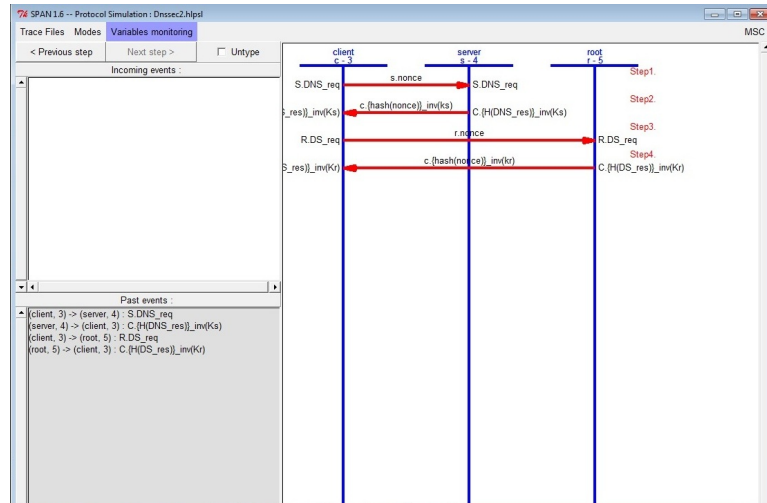 SPAN 1.6 -- Protocol Simulation : Dnssec2.hlpsl
Trace Files Modes Variables monitoring MSC
< Previous step Next step > Untype
Incoming events :
client server root
c - 3 s - 4 r - 5
Step1.
s.nonce
S.DNS_req S.DNS_req
Step2.
c.{hash(nonce)}_inv(ks)
_res)}_inv(Ks) C.{H(DNS_res)}_inv(Ks)
Step3.
r.nonce
R.DS_req R.DS_req
Step4.
c.{hash(nonce)}_inv(kr)
S_res)}_inv(Kr) C.{H(DS_res)}_inv(Kr)
Past events :
(client, 3) -> (server, 4) : S.DNS_req
(server, 4) -> (client, 3) : C.{H(DNS_res)}_inv(Ks)
(client, 3) -> (root, 5) : R.DS_req
(root, 5) -> (client, 3) : C.{H(DS_res)}_inv(Kr)